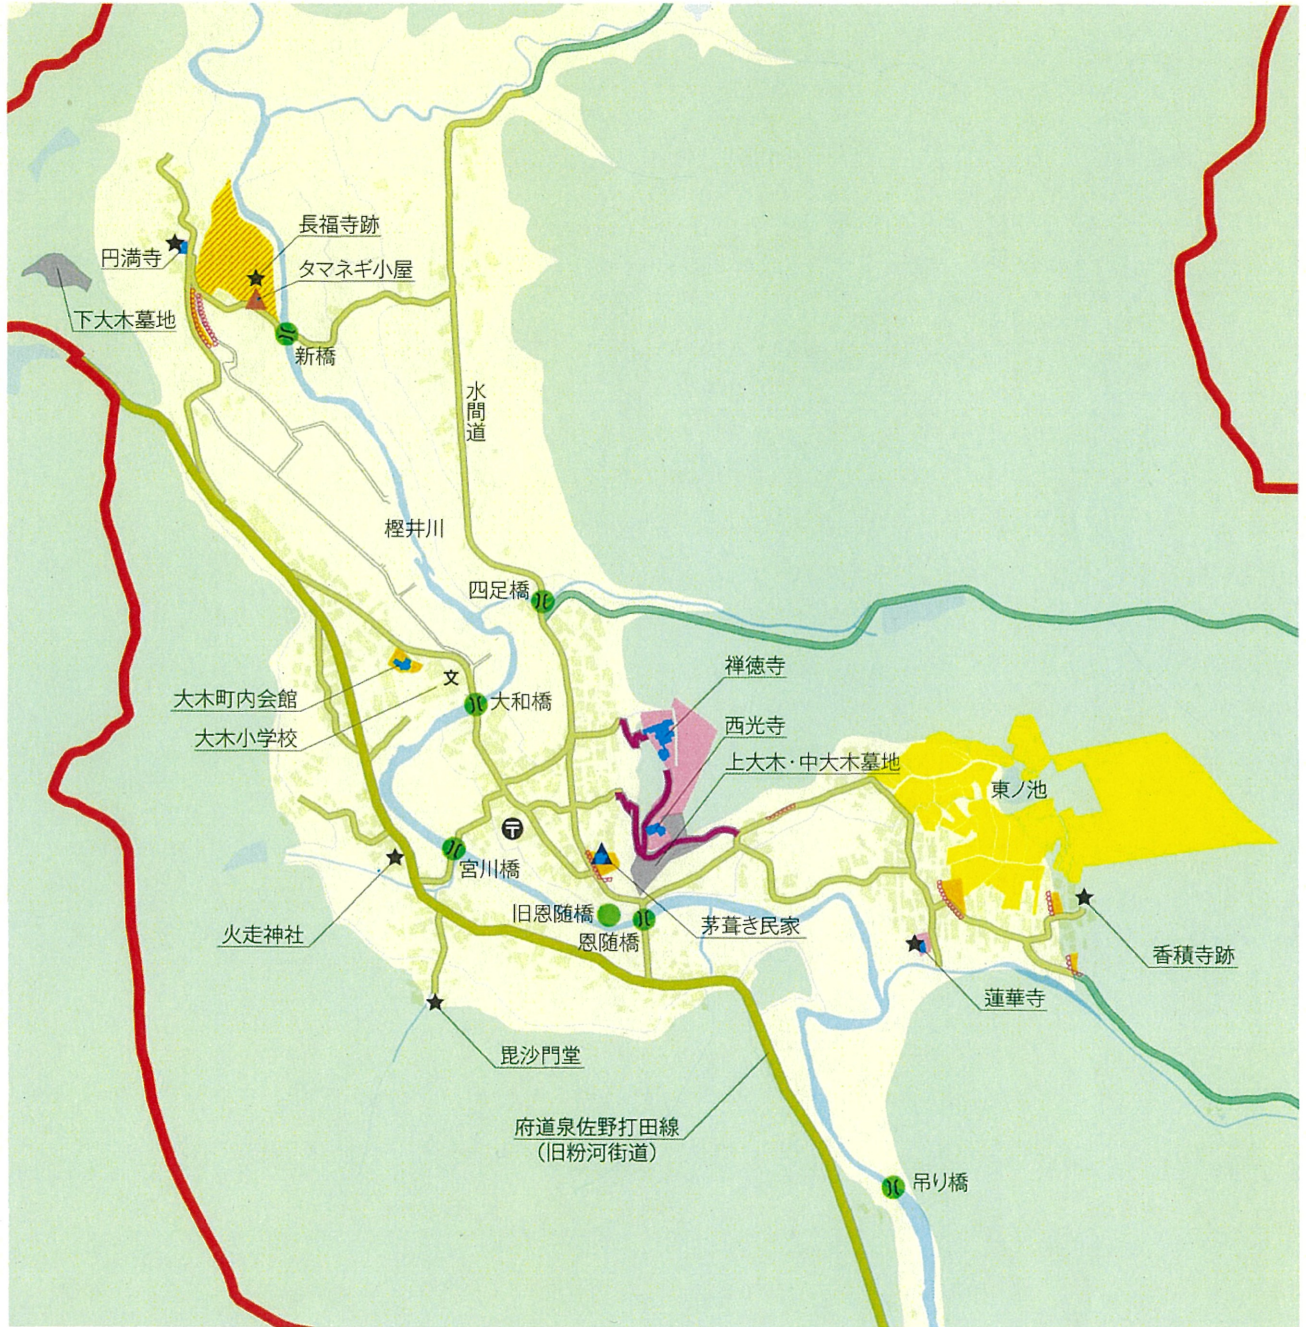 長福寺跡
円満寺
タマネギ小屋
下大木墓地
新橋
水間道
樫井川
四足橋
禅徳寺
大木町内会館
文
大和橋
西光寺
大木小学校
上大木・中大木墓地
東ノ池
〒
宮川橋
旧恩随橋
茅葺き民家
火走神社
恩随橋
香積寺跡
蓮華寺
毘沙門堂
府道泉佐野打田線
（旧粉河街道）
吊り橋